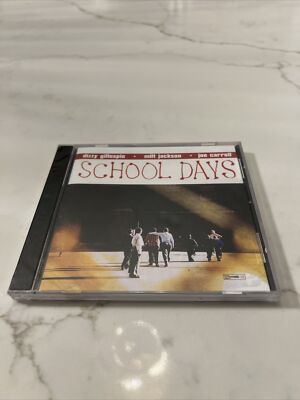 dizzy gillespie • milt jackson • joe carroll
SCHOOL DAYS